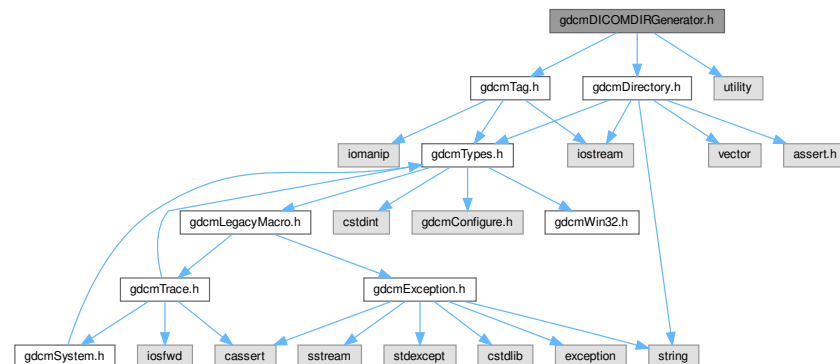 gdcmDICOMDIRGenerator.h
gdcmTag.h
gdcmDirectory.h
utility
iomanip
gdcmTypes.h
iostream
vector
assert.h
gdcmLegacyMacro.h
cstdint
gdcmConfigure.h
gdcmWin32.h
gdcmTrace.h
gdcmException.h
gdcmSystem.h
iosfwd
cassert
sstream
stdexcept
cstdlib
exception
string